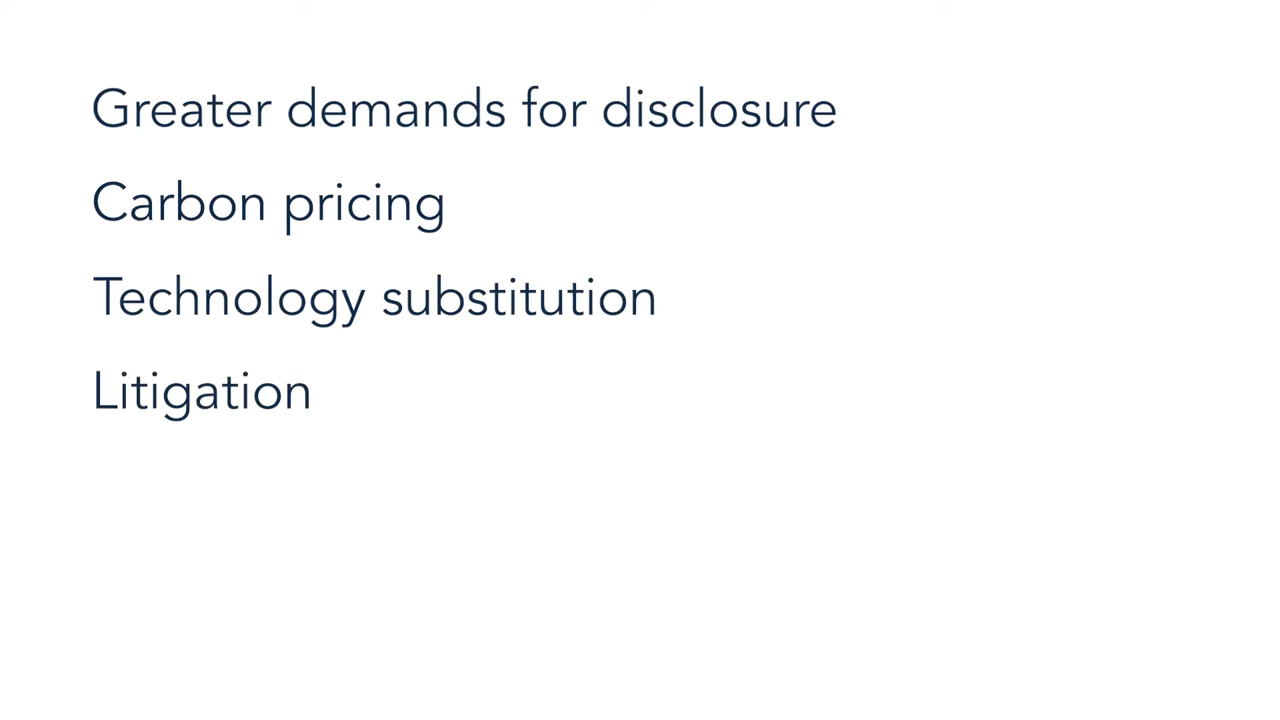 Greater demands for disclosure
Carbon pricing
Technology substitution
Litigation